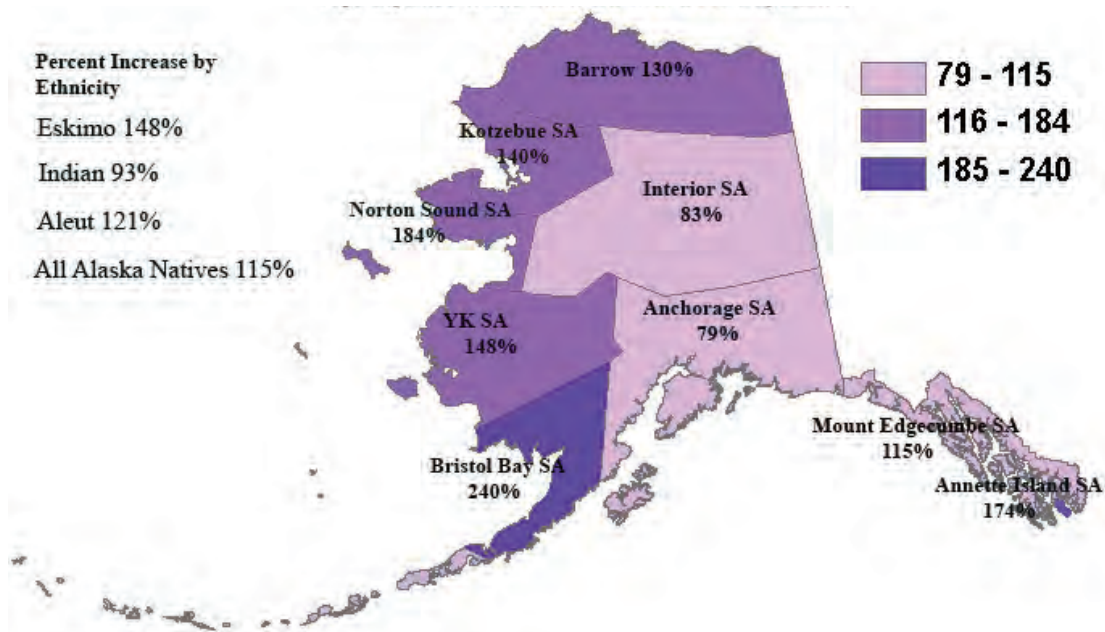 Percent Increase by
Ethnicity
Eskimo 148%
Indian 93%
Aleut 121%
All Alaska Natives 115%
Barrow 130%
Kotzebue SA
140%
Interior SA
83%
Norton Sound SA
184%
Anchorage SA
79%
YK SA
148%
Bristol Bay SA
240%
Mount Edgecumbe SA
115%
Annette Island SA
174%
79 - 115
116 - 184
185 - 240